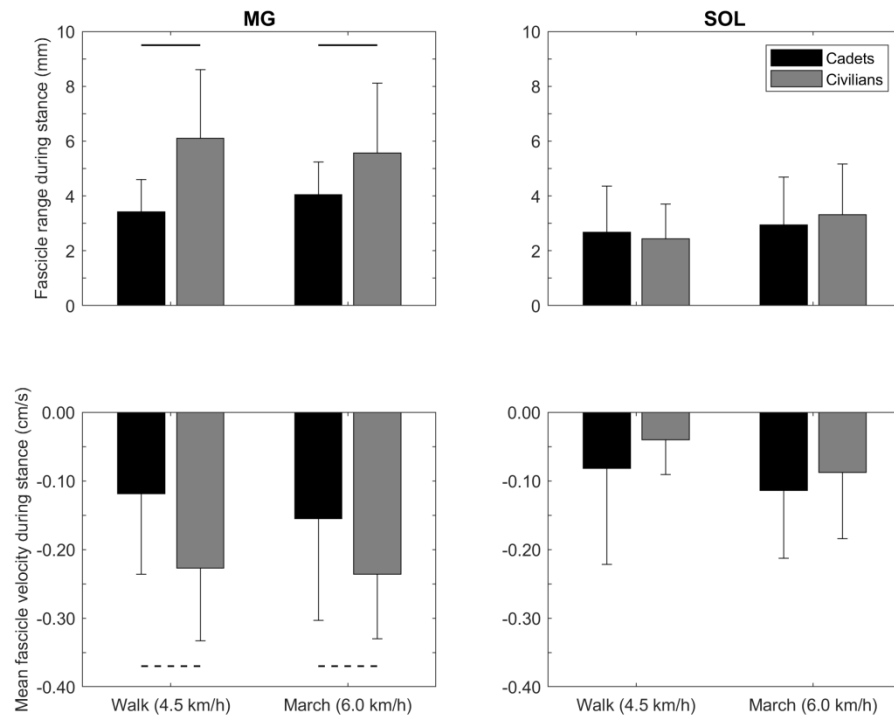 MG
SOL
Fascicle range during stance (mm)
10
8
6
4
2
0
10
8
6
4
2
0
Cadets
Civilians
Mean fascicle velocity during stance (cm/s)
0.00
-0.10
-0.20
-0.30
-0.40
0.00
-0.10
-0.20
-0.30
-0.40
Walk (4.5 km/h)
March (6.0 km/h)
Walk (4.5 km/h)
March (6.0 km/h)